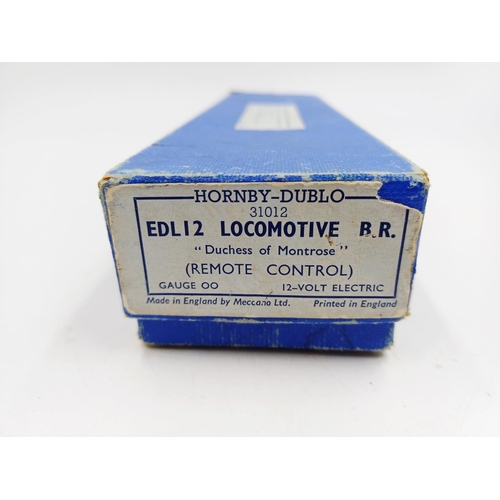 HORNBY-DUBLO
31012
EDL12 LOCOMOTIVE B.R.
"Duchess of Montrose"
(REMOTE CONTROL)
GAUGE OO 12-VOLT ELECTRIC
Made in England by Meccano Ltd. Printed in England